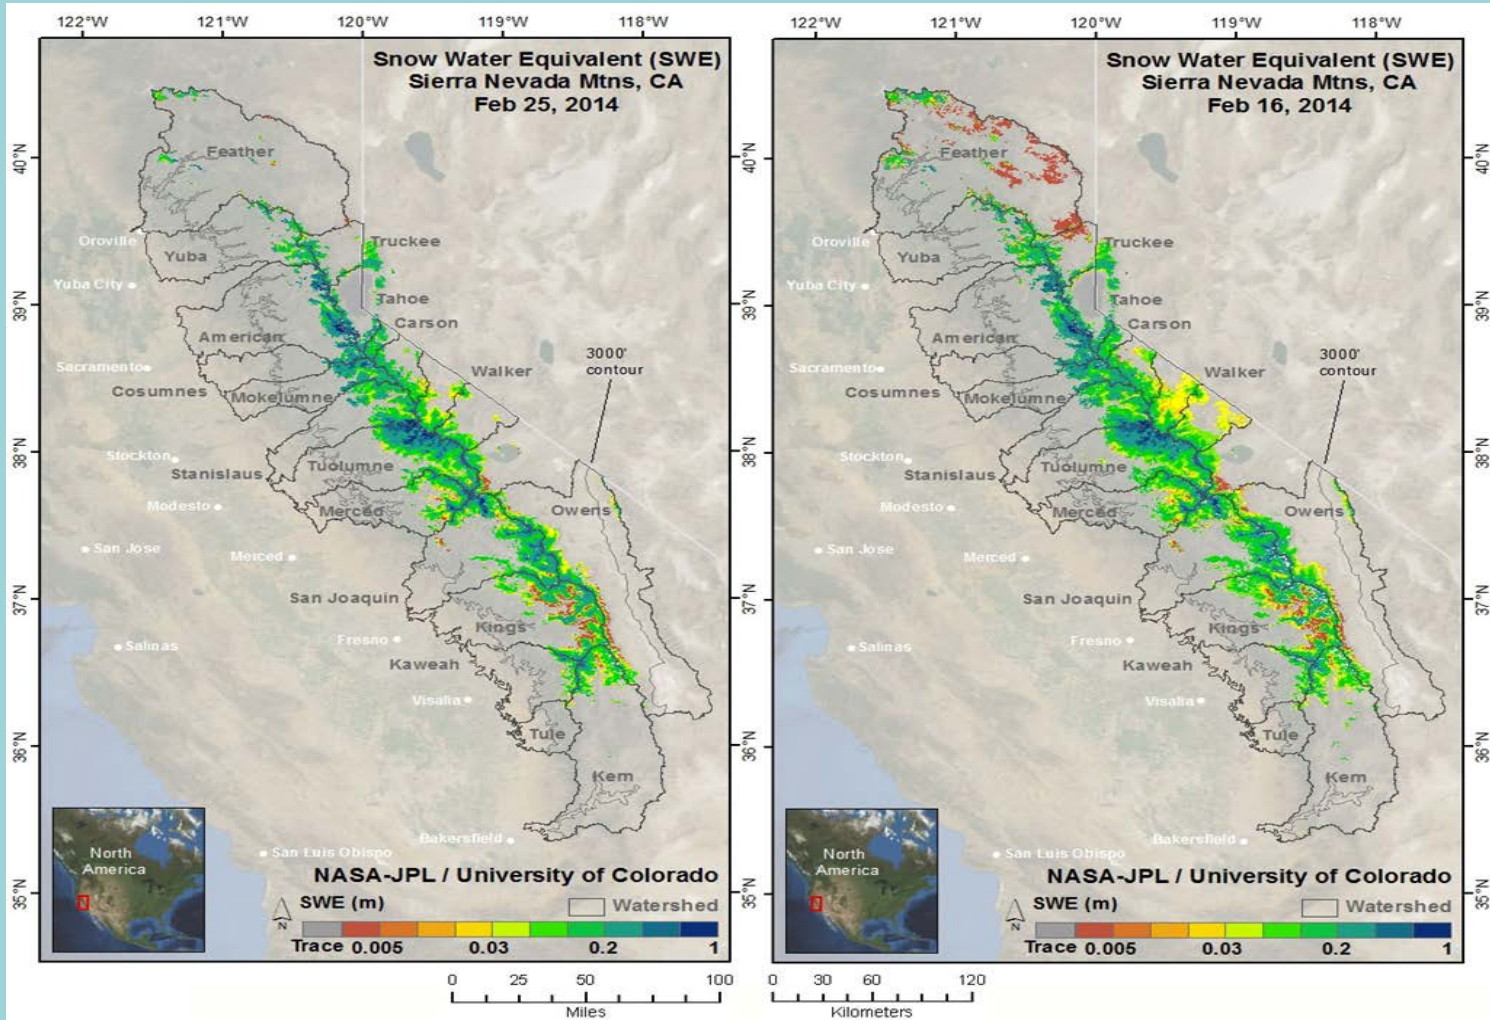 122°W 121°W 120°W 119°W 118°W
Snow Water Equivalent (SWE)
Sierra Nevada Mtns, CA
Feb 25, 2014
40°N
39°N
38°N
37°N
36°N
35°N
Feather
Oroville
Truckee
Yuba
Yuba City
Tahoe
Carson
American
3000'
contour
Sacramento
Walker
Cosumnes
Mokelumne
Stockton
Tuolumne
Stanislaus
Modesto
Merced
Owens
San Jose
Merced
San Joaquin
Salinas
Fresno
Kings
Kaweah
Visalia
Tule
Kern
Bakersfield
San Luis Obispo
North
America
NASA-JPL / University of Colorado
N
SWE (m)
Watershed
Trace 0.005 0.03 0.2 1
0 25 50 100
Miles
122°W 121°W 120°W 119°W 118°W
Snow Water Equivalent (SWE)
Sierra Nevada Mtns, CA
Feb 16, 2014
40°N 40°N
39°N 39°N
38°N 38°N
37°N 37°N
36°N 36°N
35°N 35°N
Feather
Oroville
Truckee
Yuba
Yuba City
Tahoe
Carson
American
3000'
contour
Sacramento
Walker
Cosumnes
Mokelumne
Stockton
Tuolumne
Stanislaus
Modesto
Merced
Owens
San Jose
Merced
San Joaquin
Salinas
Fresno
Kings
Kaweah
Visalia
Tule
Kern
Bakersfield
San Luis Obispo
North
America
NASA-JPL / University of Colorado
N
SWE (m)
Watershed
Trace 0.005 0.03 0.2 1
0 30 60 120
Kilometers